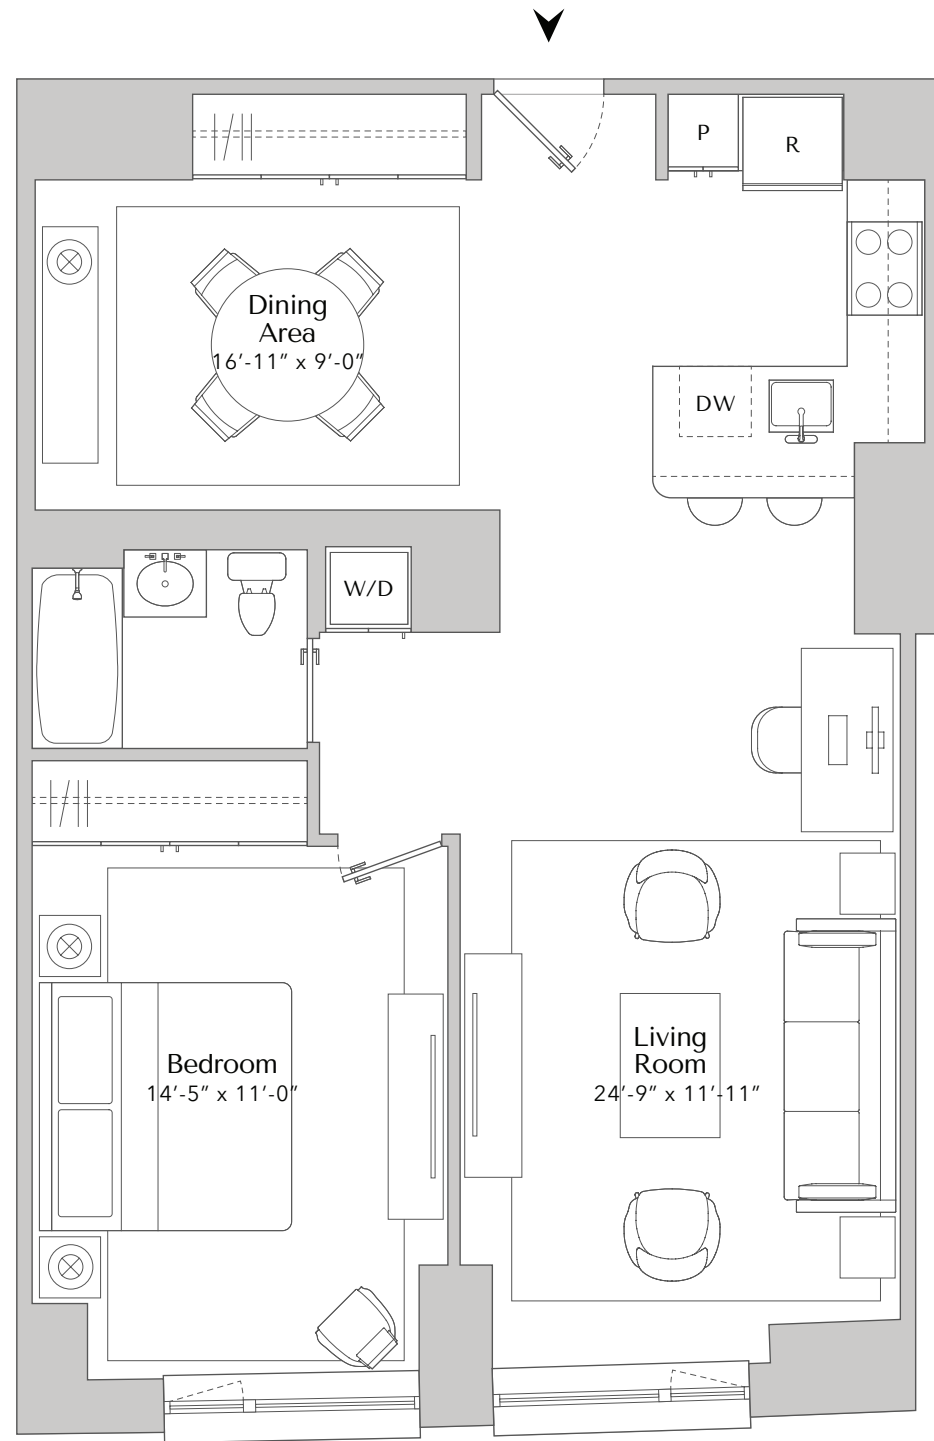 P
R
Dining
Area
16’-11” x 9’-0”
DW
W/D
Bedroom
14’-5” x 11’-0”
Living
Room
24’-9” x 11’-11”